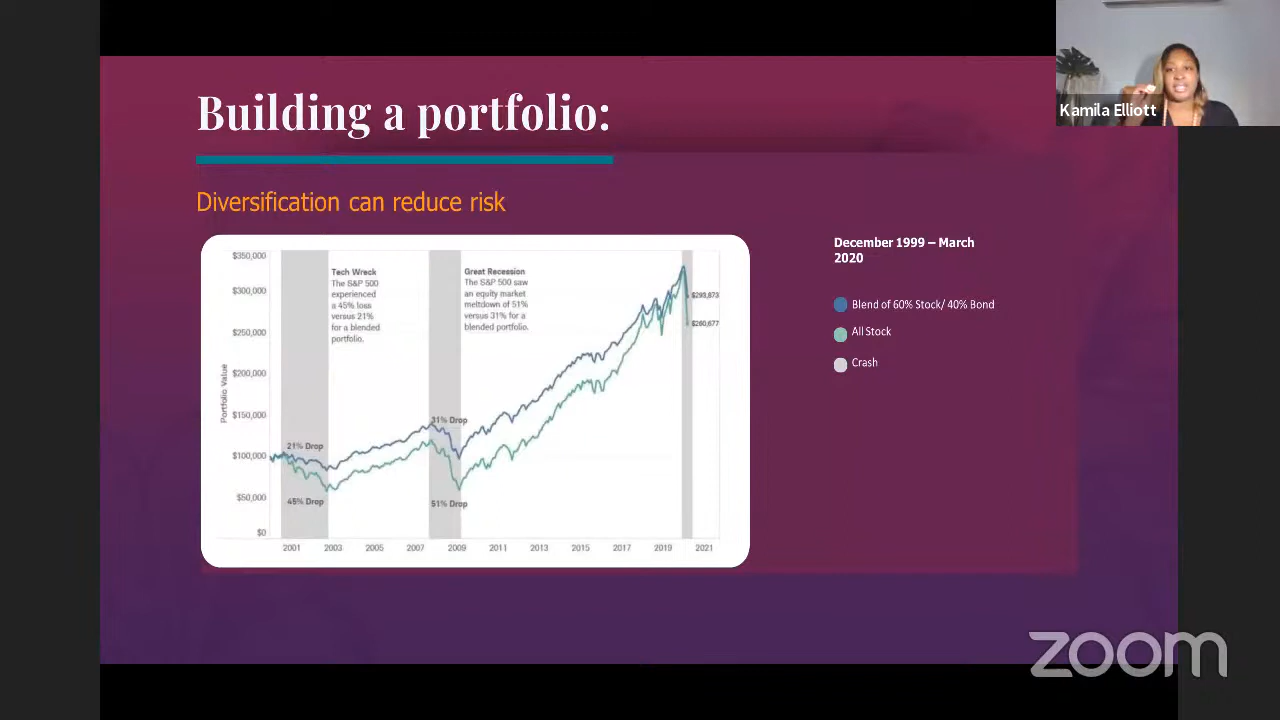 Kamila Elliott
Building a portfolio:
Diversification can reduce risk
December 1999 – March
2020
Blend of 60% Stock/ 40% Bond
All Stock
Crash
Portfolio Value
$350,000
$300,000
$250,000
$200,000
$150,000
$100,000
$50,000
$0
Tech Wreck
The S&P 500
experienced
a 45% loss
versus 21%
for a blended
portfolio.
Great Recession
The S&P 500 saw
an equity market
meltdown of 51%
versus 31% for a
blended portfolio.
$293,873
$260,677
21% Drop
45% Drop
31% Drop
51% Drop
2001 2003 2005 2007 2009 2011 2013 2015 2017 2019 2021
zoom